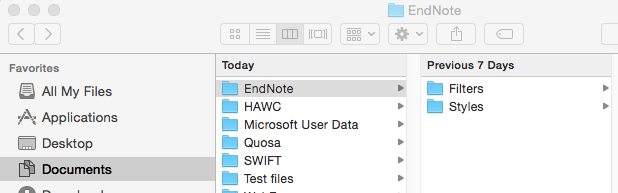 EndNote
Favorites
All My Files
Applications
Desktop
Documents
Today
EndNote
HAWC
Microsoft User Data
Quosa
SWIFT
Test files
Previous 7 Days
Filters
Styles